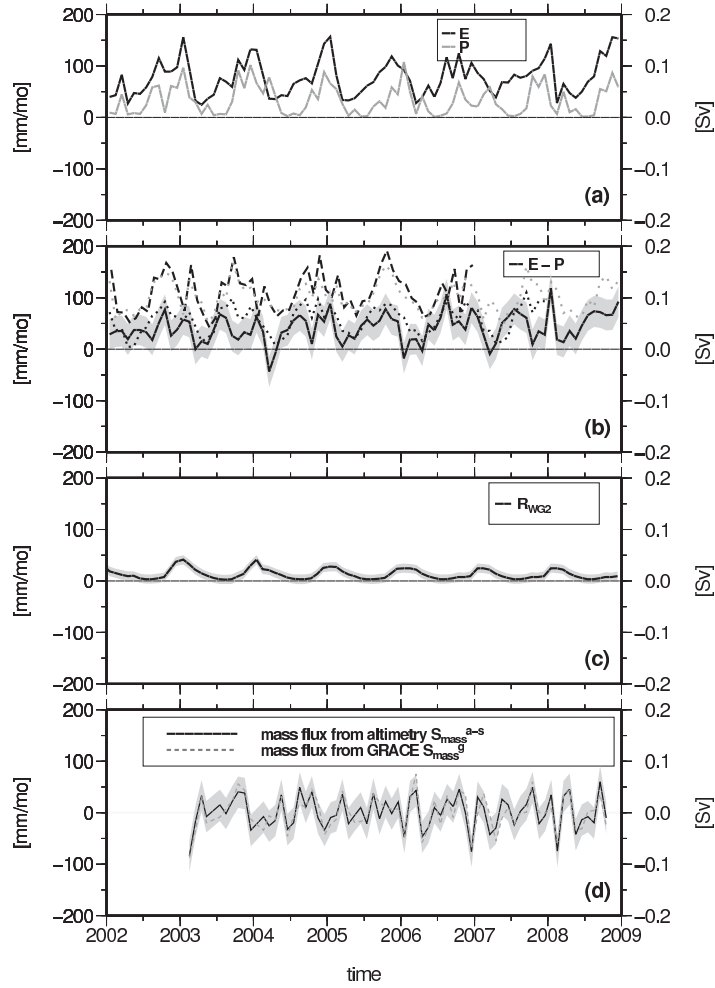 200
100
0
−100
−200
[mm/mo]
E
P
0.2
0.1
0.0
−0.1
−0.2
[Sv]
(a)
200
100
0
−100
−200
[mm/mo]
E − P
0.2
0.1
0.0
−0.1
−0.2
[Sv]
(b)
200
100
0
−100
−200
[mm/mo]
RWG2
0.2
0.1
0.0
−0.1
−0.2
[Sv]
(c)
200
100
0
−100
−200
[mm/mo]
mass flux from altimetry Smass a−s
mass flux from GRACE Smass g
0.2
0.1
0.0
−0.1
−0.2
[Sv]
(d)
2002 2003 2004 2005 2006 2007 2008 2009
time